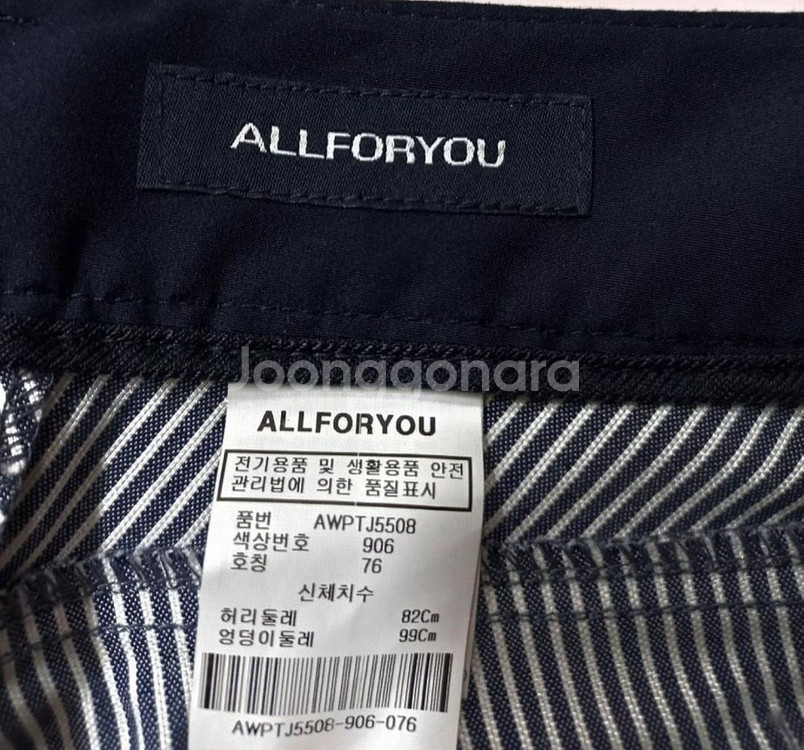 ALLFORYOU
Joonggonara
ALLFORYOU
전기용품 및 생활용품 안전
관리법에 의한 품질표시
품번 AWPTJ5508
색상번호 906
호칭 76
신체치수
허리둘레 82Cm
엉덩이둘레 99Cm
AWPTJ5508-906-076